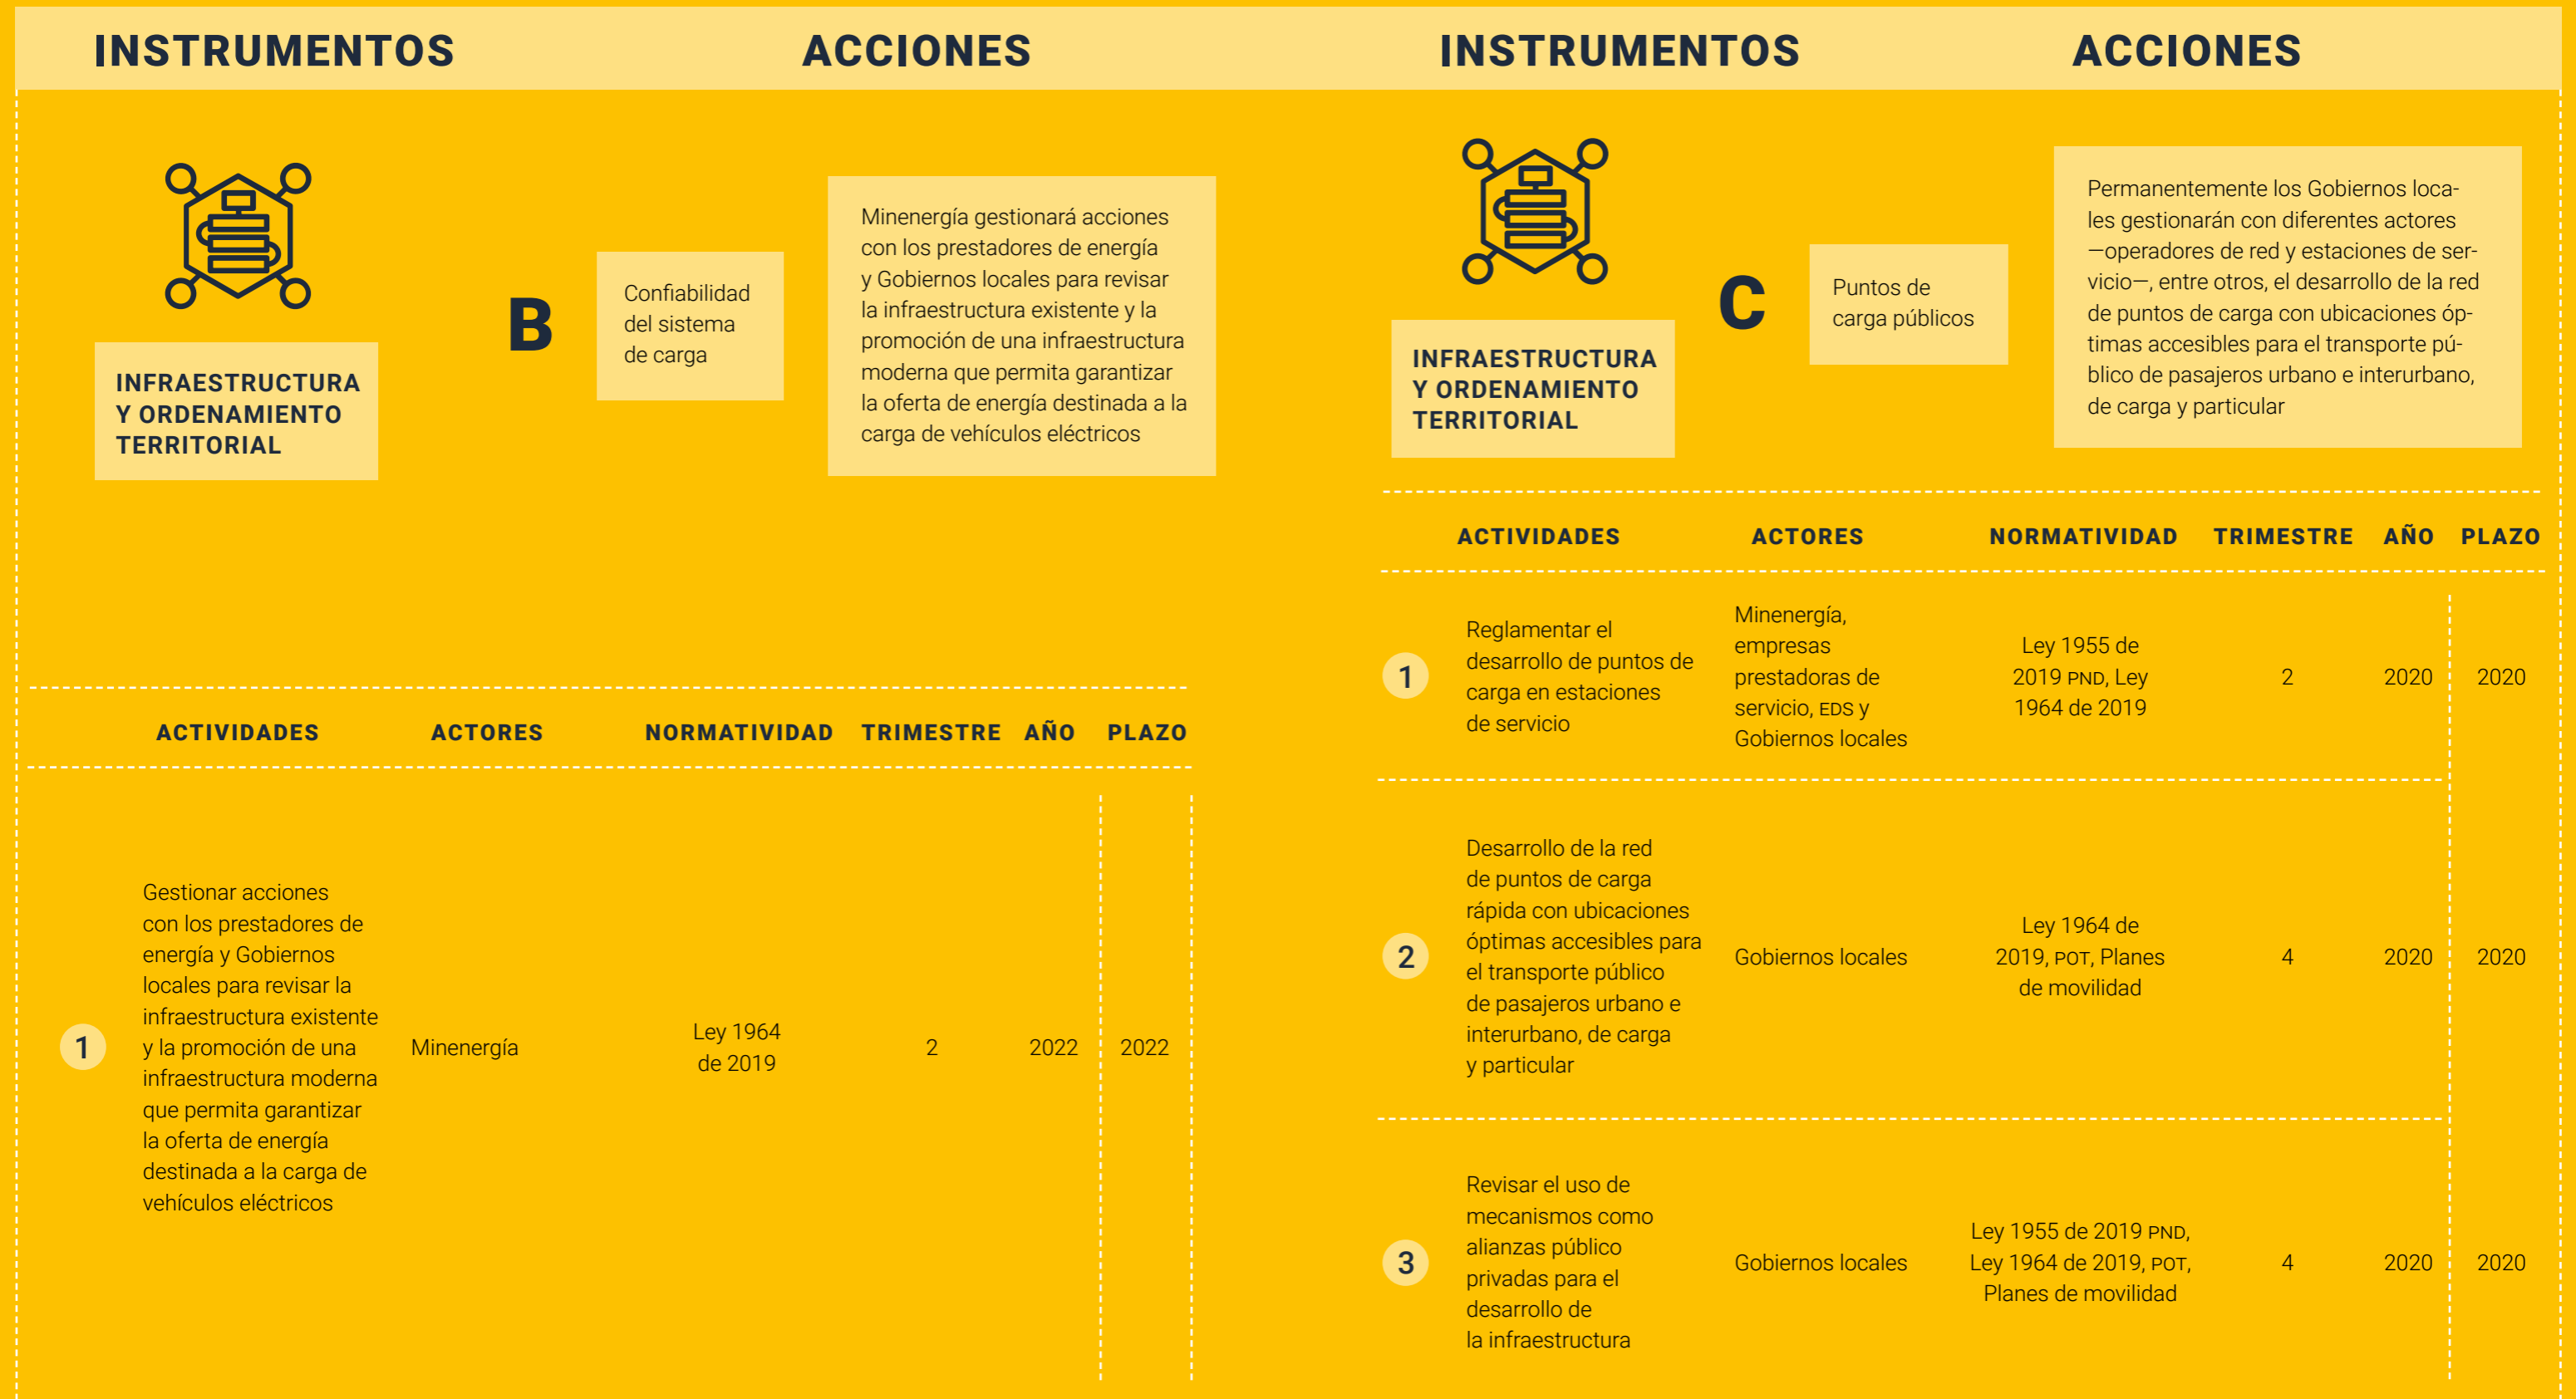 INSTRUMENTOS
ACCIONES
INFRAESTRUCTURA
Y ORDENAMIENTO
TERRITORIAL
B
Confiabilidad
del sistema
de carga
Minenergía gestionará acciones
con los prestadores de energía
y Gobiernos locales para revisar
la infraestructura existente y la
promoción de una infraestructura
moderna que permita garantizar
la oferta de energía destinada a la
carga de vehículos eléctricos
ACTIVIDADES
ACTORES
NORMATIVIDAD
TRIMESTRE
AÑO
PLAZO
1
Gestionar acciones
con los prestadores de
energía y Gobiernos
locales para revisar la
infraestructura existente
y la promoción de una
infraestructura moderna
que permita garantizar
la oferta de energía
destinada a la carga de
vehículos eléctricos
Minenergía
Ley 1964
de 2019
2
2022
2022
INSTRUMENTOS
ACCIONES
INFRAESTRUCTURA
Y ORDENAMIENTO
TERRITORIAL
C
Puntos de
carga públicos
Permanentemente los Gobiernos loca-
les gestionarán con diferentes actores
—operadores de red y estaciones de ser-
vicio—, entre otros, el desarrollo de la red
de puntos de carga con ubicaciones óp-
timas accesibles para el transporte pú-
blico de pasajeros urbano e interurbano,
de carga y particular
ACTIVIDADES
ACTORES
NORMATIVIDAD
TRIMESTRE
AÑO
PLAZO
1
Reglamentar el
desarrollo de puntos de
carga en estaciones
de servicio
Minenergía,
empresas
prestadoras de
servicio, EDS y
Gobiernos locales
Ley 1955 de
2019 PND, Ley
1964 de 2019
2
2020
2020
2
Desarrollo de la red
de puntos de carga
rápida con ubicaciones
óptimas accesibles para
el transporte público
de pasajeros urbano e
interurbano, de carga
y particular
Gobiernos locales
Ley 1964 de
2019, POT, Planes
de movilidad
4
2020
2020
3
Revisar el uso de
mecanismos como
alianzas público
privadas para el
desarrollo de
la infraestructura
Gobiernos locales
Ley 1955 de 2019 PND,
Ley 1964 de 2019, POT,
Planes de movilidad
4
2020
2020